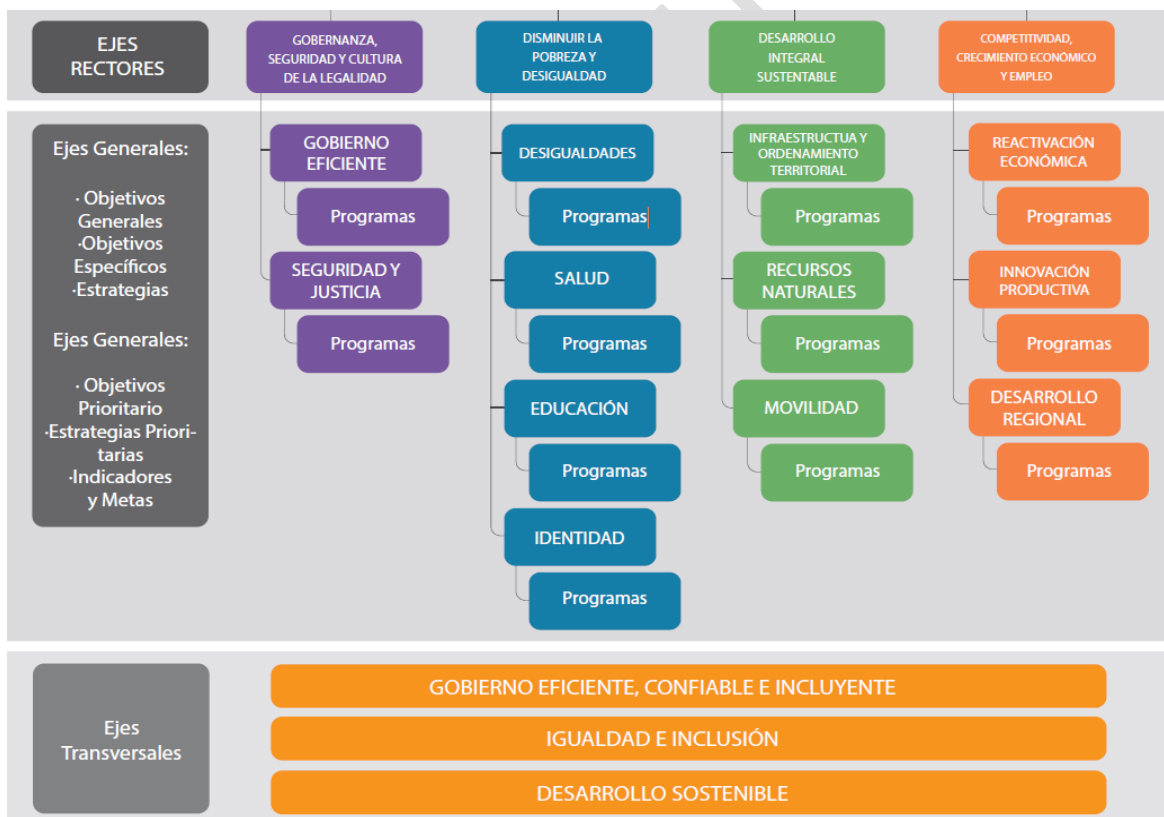 EJES
RECTORES
GOBERNANZA,
SEGURIDAD Y CULTURA
DE LA LEGALIDAD
DISMINUIR LA
POBREZA Y
DESIGUALDAD
DESARROLLO
INTEGRAL
SUSTENTABLE
COMPETITIVIDAD,
CRECIMIENTO ECONÓMICO
Y EMPLEO
Ejes Generales:
· Objetivos
Generales
·Objetivos
Específicos
·Estrategias
Ejes Generales:
· Objetivos
Prioritario
·Estrategias Priori-
tarias
·Indicadores
y Metas
GOBIERNO
EFICIENTE
Programas
SEGURIDAD Y
JUSTICIA
Programas
DESIGUALDADES
Programas
SALUD
Programas
EDUCACIÓN
Programas
IDENTIDAD
Programas
INFRAESTRUCTUA Y
ORDENAMIENTO
TERRITORIAL
Programas
RECURSOS
NATURALES
Programas
MOVILIDAD
Programas
REACTIVACIÓN
ECONÓMICA
Programas
INNOVACIÓN
PRODUCTIVA
Programas
DESARROLLO
REGIONAL
Programas
Ejes
Transversales
GOBIERNO EFICIENTE, CONFIABLE E INCLUYENTE
IGUALDAD E INCLUSIÓN
DESARROLLO SOSTENIBLE